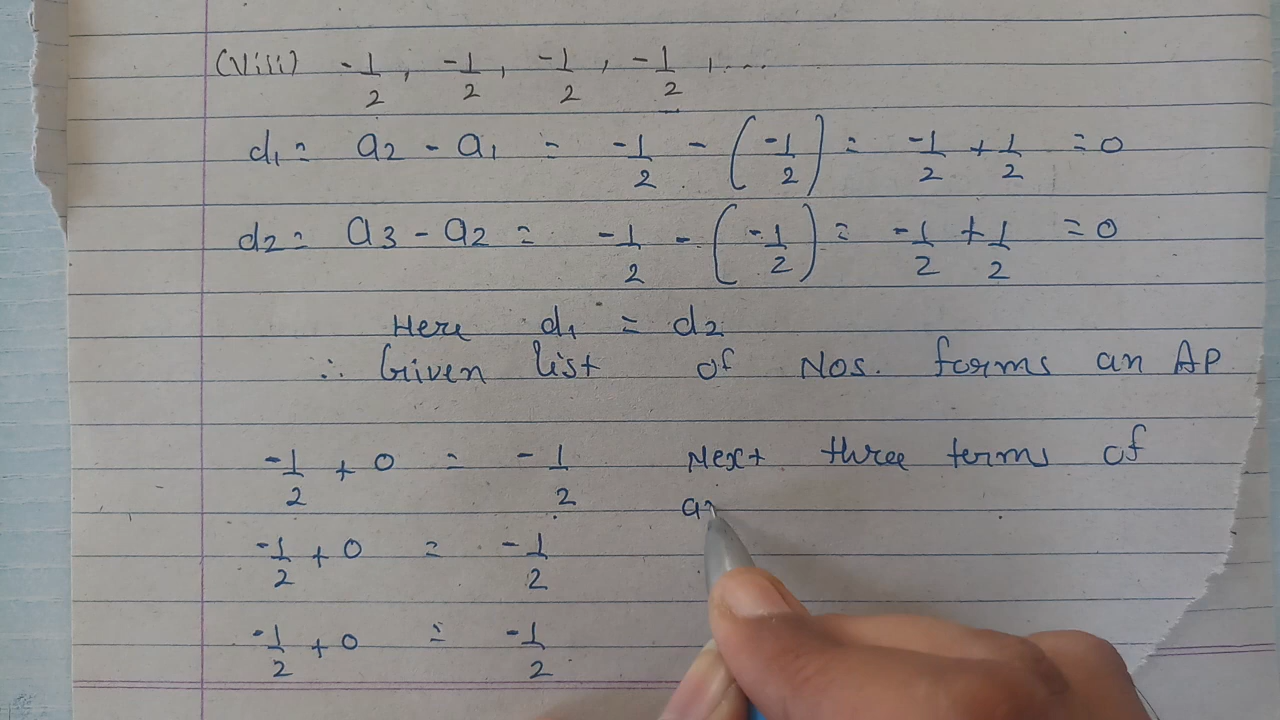 (viii) -1/2, -1/2, -1/2, -1/2, ....
d1 = a2 - a1 = -1/2 - (-1/2) = -1/2 + 1/2 = 0
d2 = a3 - a2 = -1/2 - (-1/2) = -1/2 + 1/2 = 0
Here d1 = d2
∴ Given list of Nos. forms an AP
-1/2 + 0 = -1/2 Next three terms of
-1/2 + 0 = -1/2
-1/2 + 0 = -1/2